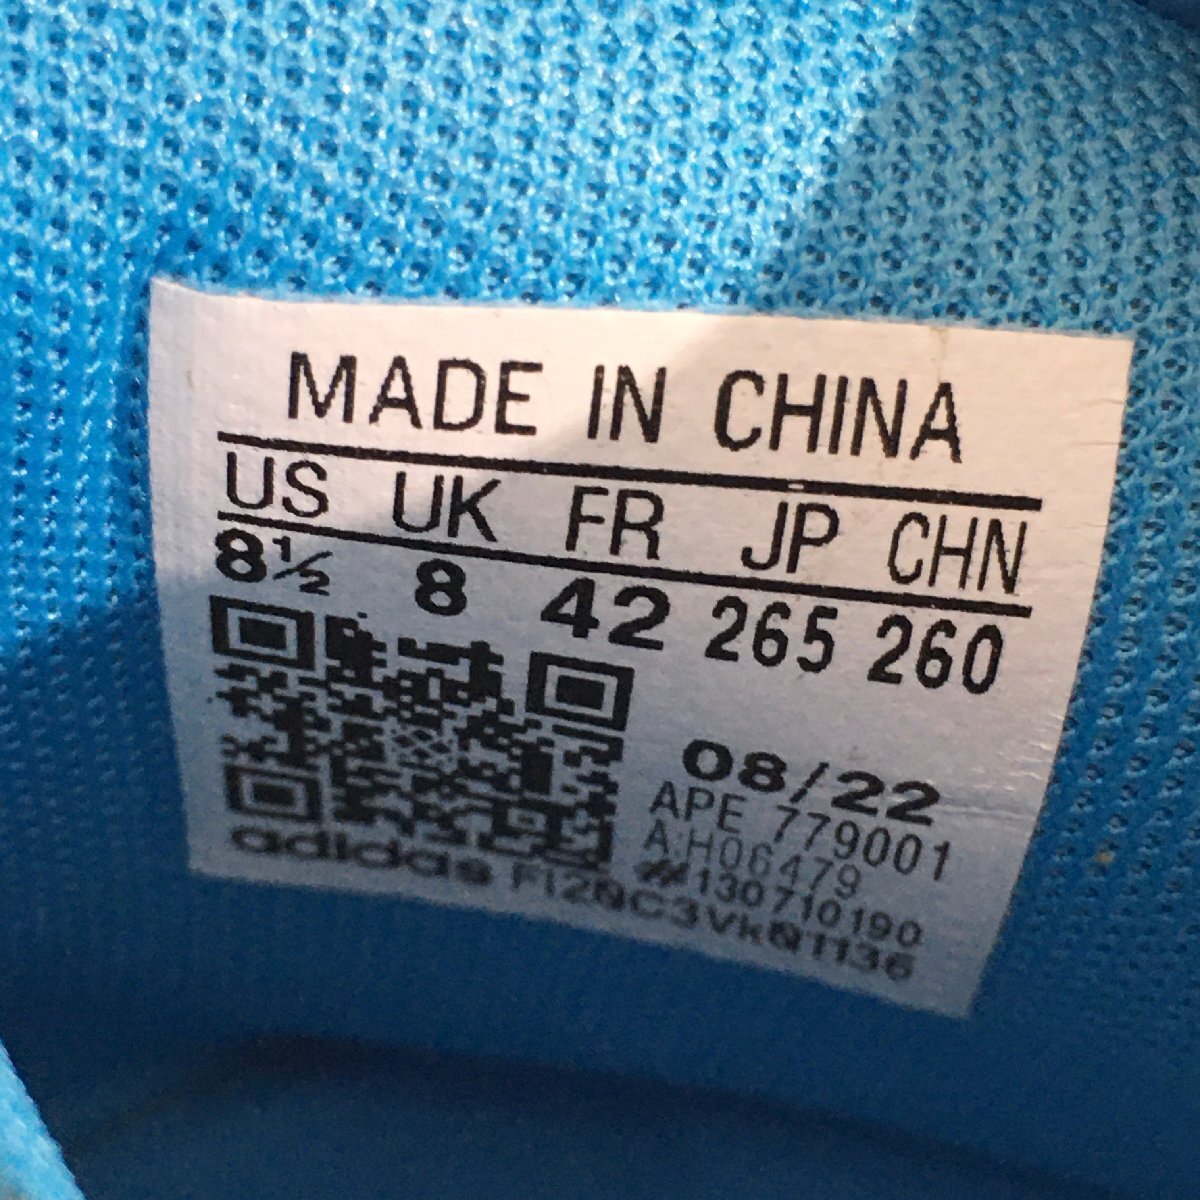 MADE IN CHINA
US UK FR JP CHN
8½ 8 42 265 260
08/22
APE 779001
A:H06479
130710190
adidas